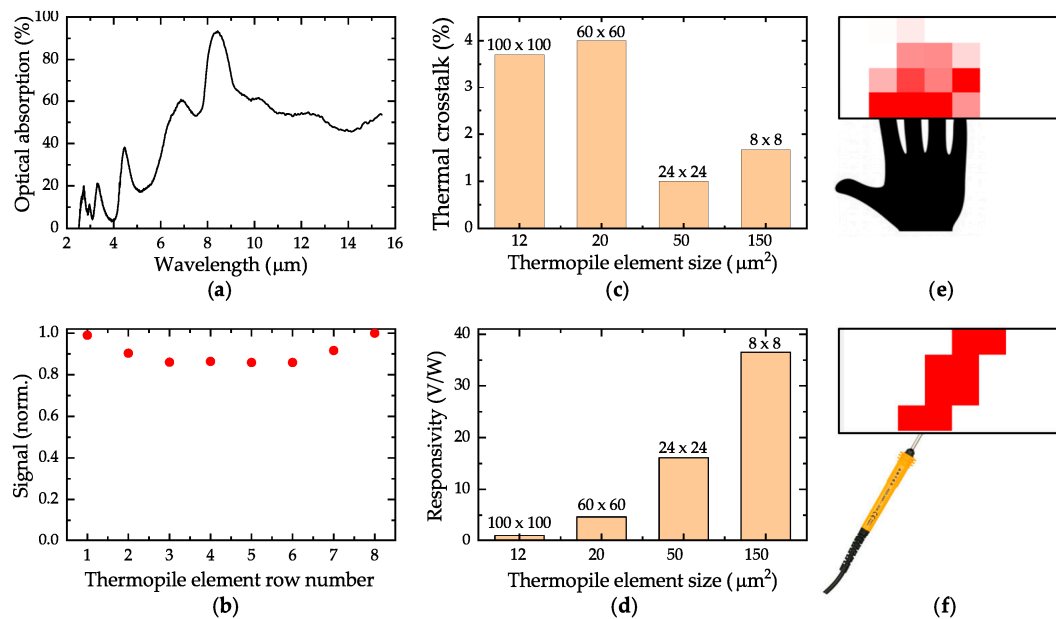 Optical absorption (%)
100
80
60
40
20
0
2 4 6 8 10 12 14 16
Wavelength (μm)
(a)
Thermal crosstalk (%)
4
3
2
1
0
100 x 100
60 x 60
24 x 24
8 x 8
12 20 50 150
Thermopile element size (μm²)
(c)
(e)
Signal (norm.)
1.0
0.8
0.6
0.4
0.2
0.0
1 2 3 4 5 6 7 8
Thermopile element row number
(b)
Responsivity (V/W)
40
30
20
10
0
100 x 100
60 x 60
24 x 24
8 x 8
12 20 50 150
Thermopile element size (μm²)
(d)
(f)